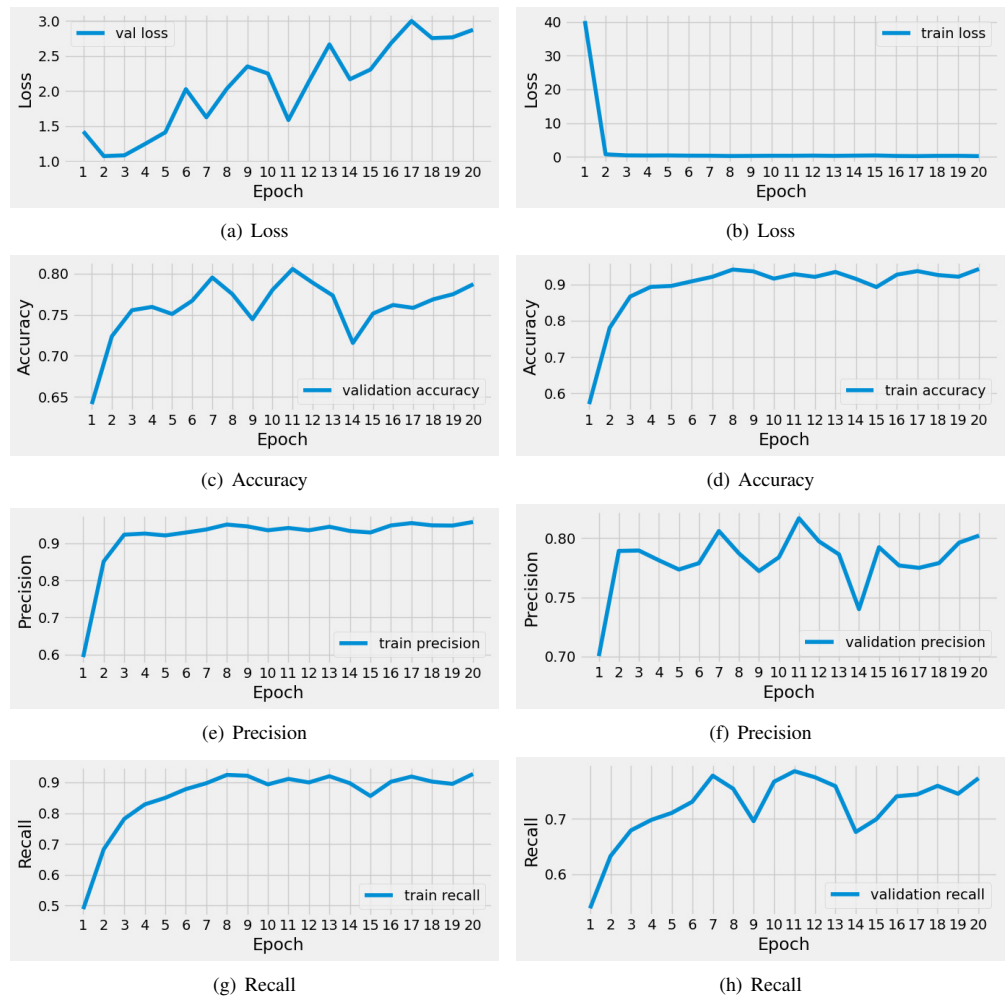 3.0
2.5
2.0
1.5
1.0
Loss
val loss
1 2 3 4 5 6 7 8 9 10 11 12 13 14 15 16 17 18 19 20
Epoch
(a) Loss
40
30
20
10
0
Loss
train loss
1 2 3 4 5 6 7 8 9 10 11 12 13 14 15 16 17 18 19 20
Epoch
(b) Loss
0.80
0.75
0.70
0.65
Accuracy
validation accuracy
1 2 3 4 5 6 7 8 9 10 11 12 13 14 15 16 17 18 19 20
Epoch
(c) Accuracy
0.9
0.8
0.7
0.6
Accuracy
train accuracy
1 2 3 4 5 6 7 8 9 10 11 12 13 14 15 16 17 18 19 20
Epoch
(d) Accuracy
0.9
0.8
0.7
0.6
Precision
train precision
1 2 3 4 5 6 7 8 9 10 11 12 13 14 15 16 17 18 19 20
Epoch
(e) Precision
0.80
0.75
0.70
Precision
validation precision
1 2 3 4 5 6 7 8 9 10 11 12 13 14 15 16 17 18 19 20
Epoch
(f) Precision
0.9
0.8
0.7
0.6
0.5
Recall
train recall
1 2 3 4 5 6 7 8 9 10 11 12 13 14 15 16 17 18 19 20
Epoch
(g) Recall
0.7
0.6
Recall
validation recall
1 2 3 4 5 6 7 8 9 10 11 12 13 14 15 16 17 18 19 20
Epoch
(h) Recall